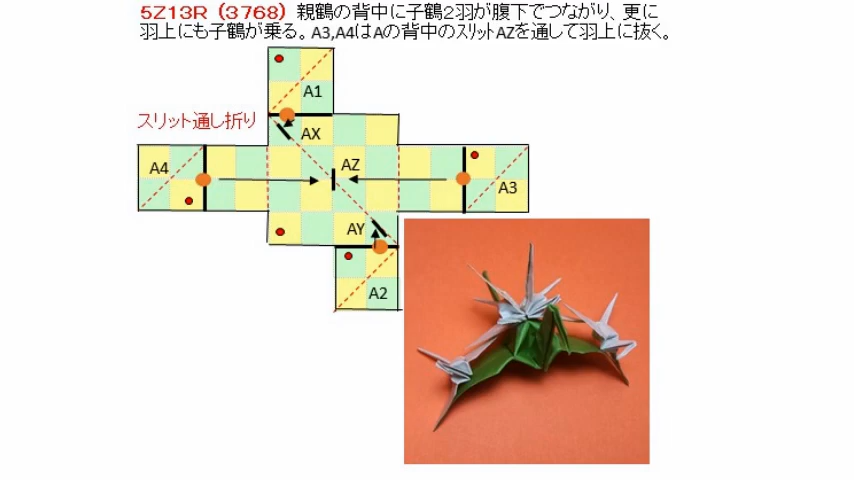 5Z13R（3768）親鶴の背中に子鶴2羽が腹下でつながり、更に
羽上にも子鶴が乗る。A3,A4はAの背中のスリットAZを通して羽上に抜く。
A1
スリット通し折り
AX
A4
AZ
A3
AY
A2